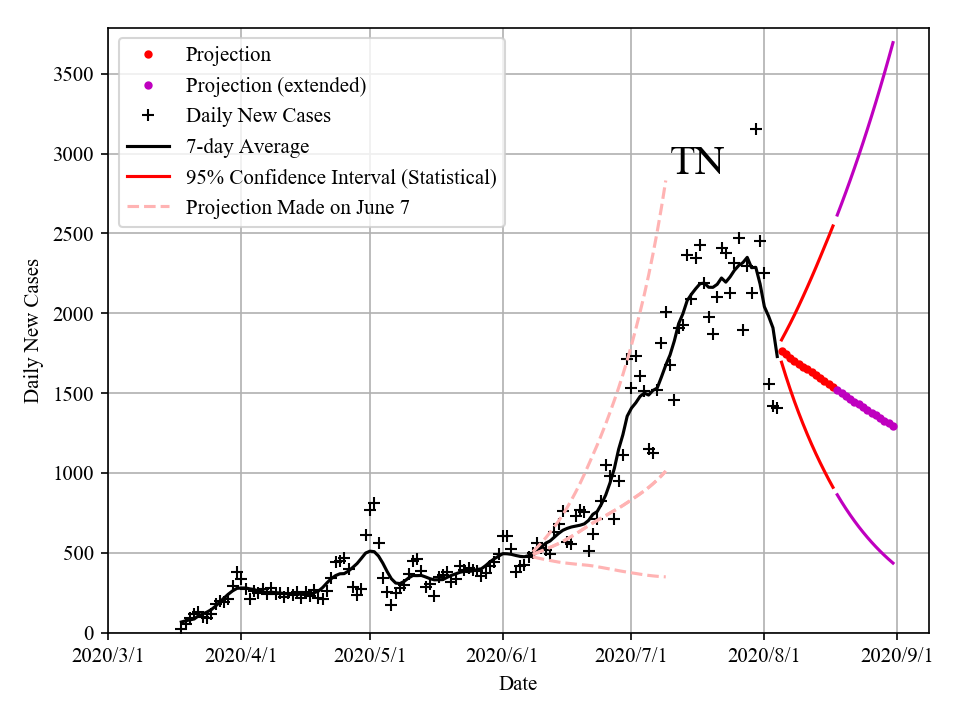 Projection
Projection (extended)
Daily New Cases
7-day Average
95% Confidence Interval (Statistical)
Projection Made on June 7
TN
3500
3000
2500
2000
1500
1000
500
0
Daily New Cases
2020/3/1 2020/4/1 2020/5/1 2020/6/1 2020/7/1 2020/8/1 2020/9/1
Date